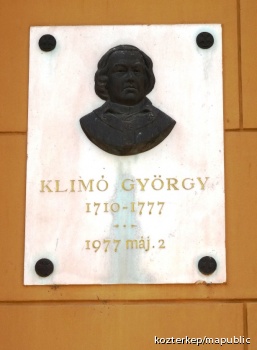 KLIMÓ GYÖRGY
1710-1777
1977 máj. 2
kozterkep/mapublic